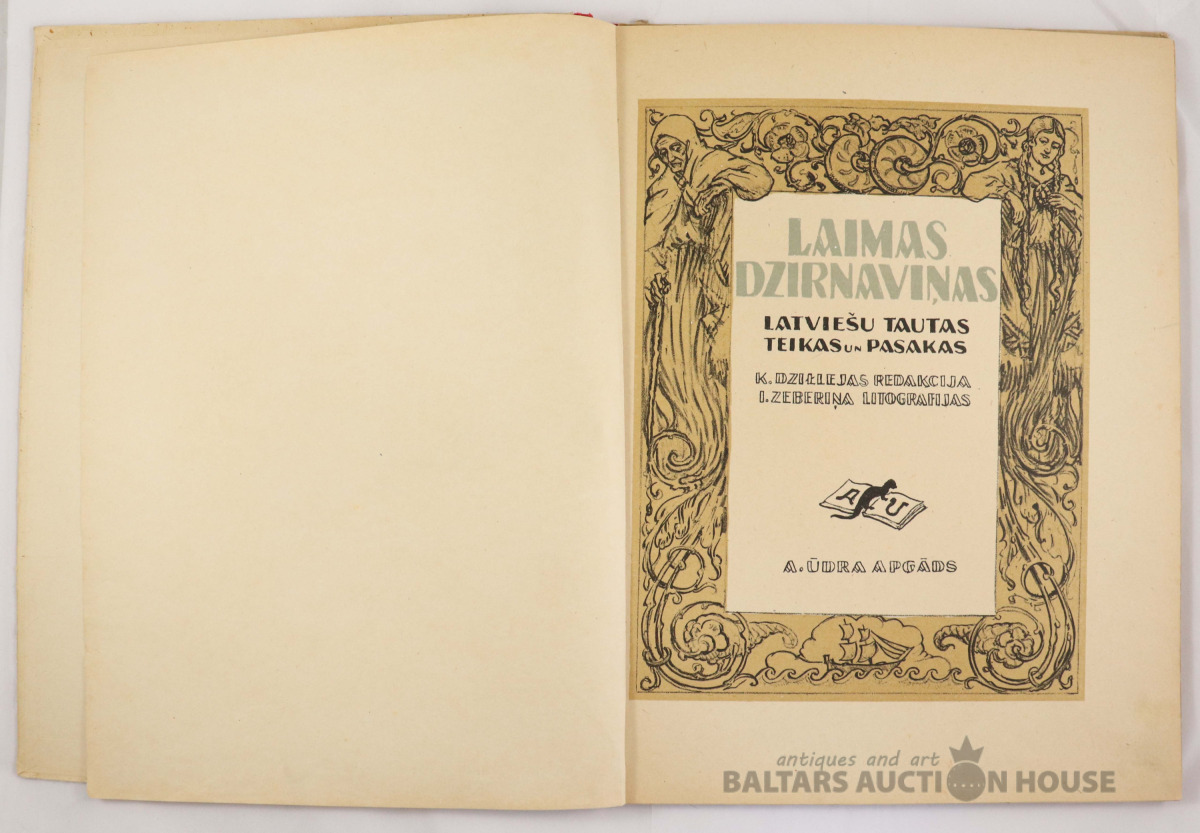 LAIMAS
DZIRNAVIŅAS
LATVIEŠU TAUTAS
TEIKAS UN PASAKAS
K. DZIĻLEJAS REDAKCIJA
I. ZEBERIŅA LITOGRAFIJAS
A U
A. ŪDRA APGĀDS
antiques and art
BALTARS AUCTION HOUSE